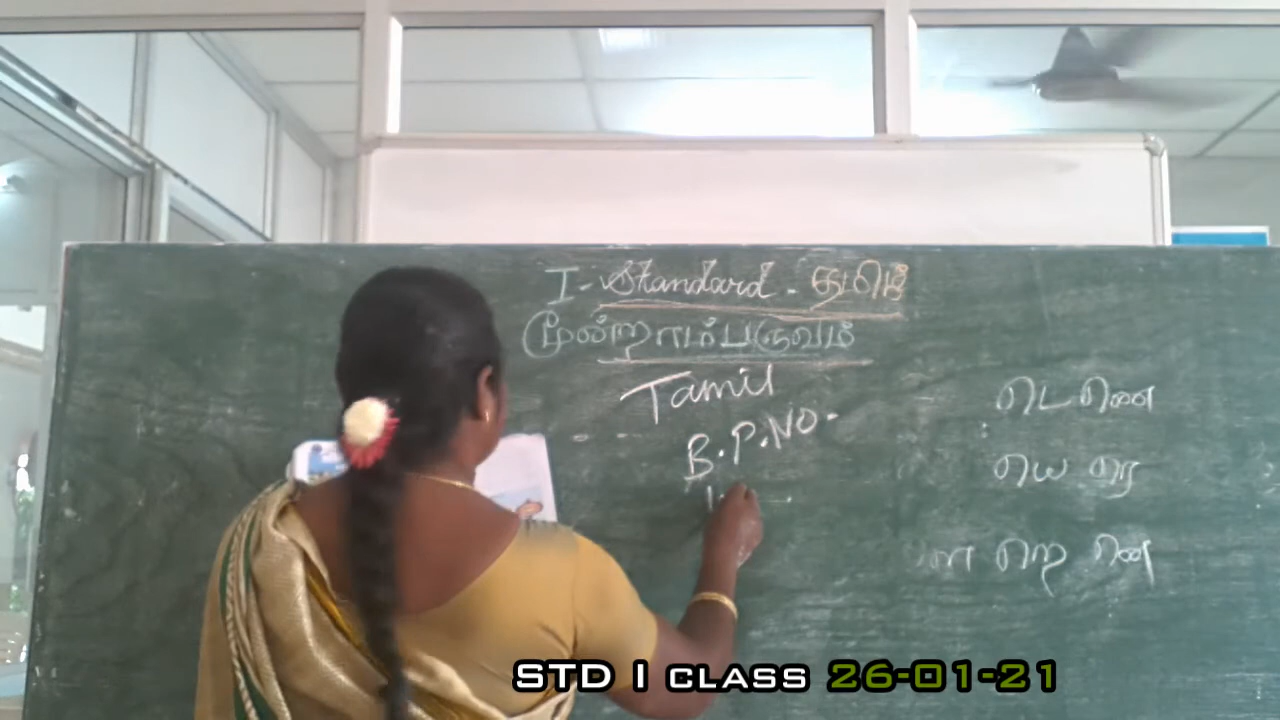 I - Standard - தமிழ்
மூன்றாம்பருவம்
Tamil
B.P.NO-
டெ னை
யெ ரை
றெ
STD I CLASS 26-01-21